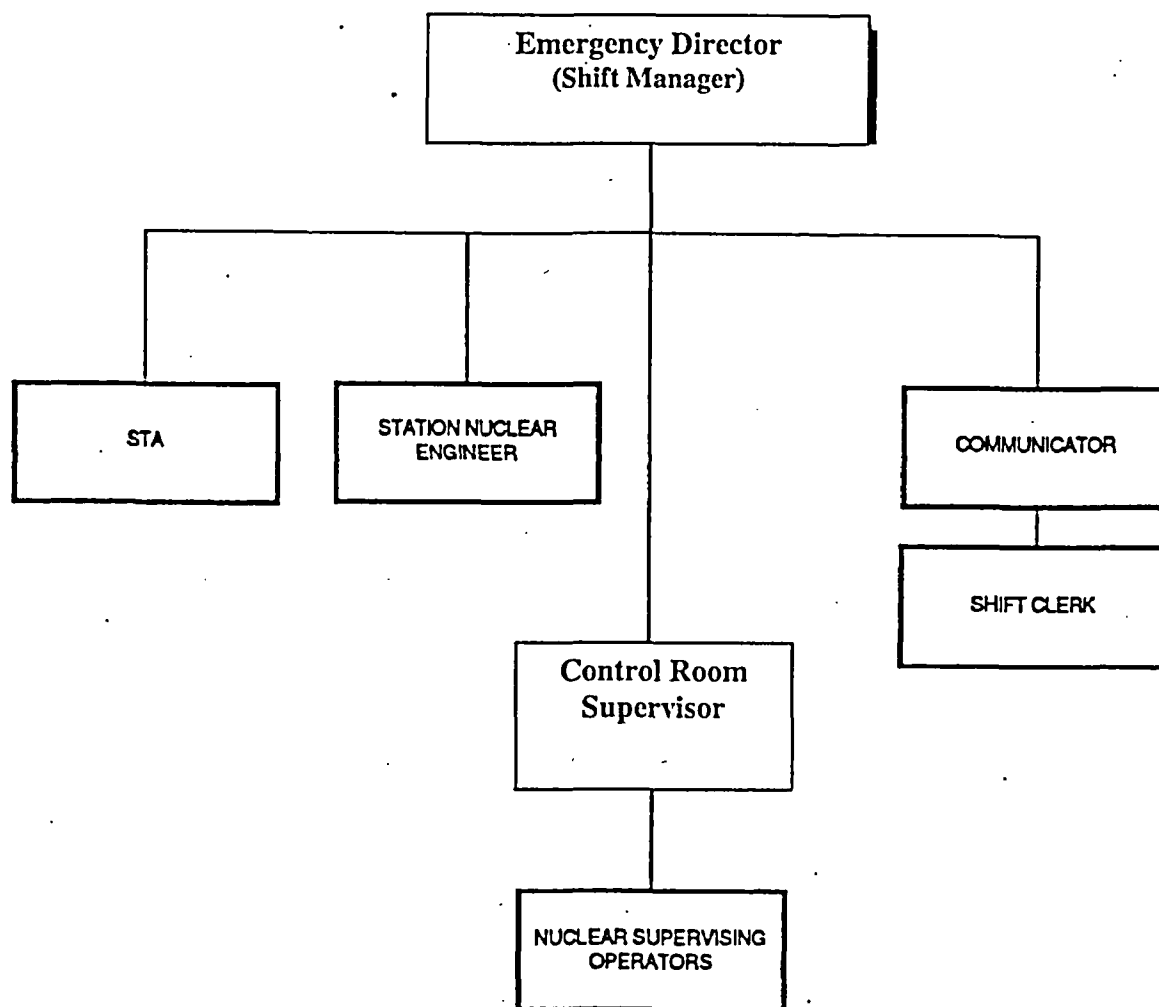 Emergency Director
(Shift Manager)
STA
STATION NUCLEAR
ENGINEER
COMMUNICATOR
SHIFT CLERK
Control Room
Supervisor
NUCLEAR SUPERVISING
OPERATORS